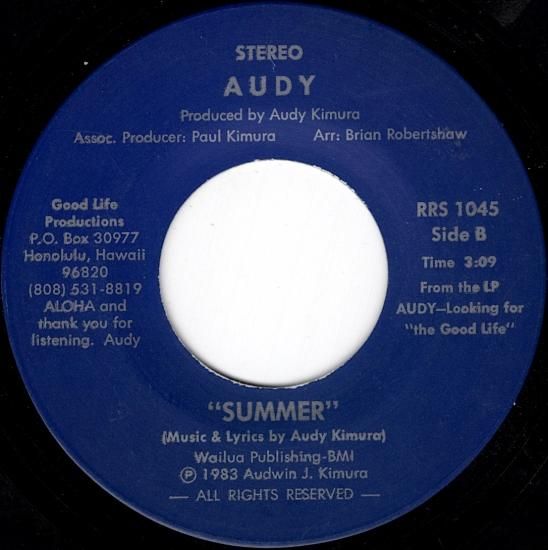 STEREO
AUDY
Produced by Audy Kimura
Assoc. Producer: Paul Kimura Arr: Brian Robertshaw
Good Life
Productions
P.O. Box 30977
Honolulu, Hawaii
96820
(808) 531-8819
ALOHA and
thank you for
listening. Audy
RRS 1045
Side B
Time 3:09
From the LP
AUDY—Looking for
"the Good Life"
"SUMMER"
(Music & Lyrics by Audy Kimura)
Wailua Publishing-BMI
℗ 1983 Audwin J. Kimura
— ALL RIGHTS RESERVED —